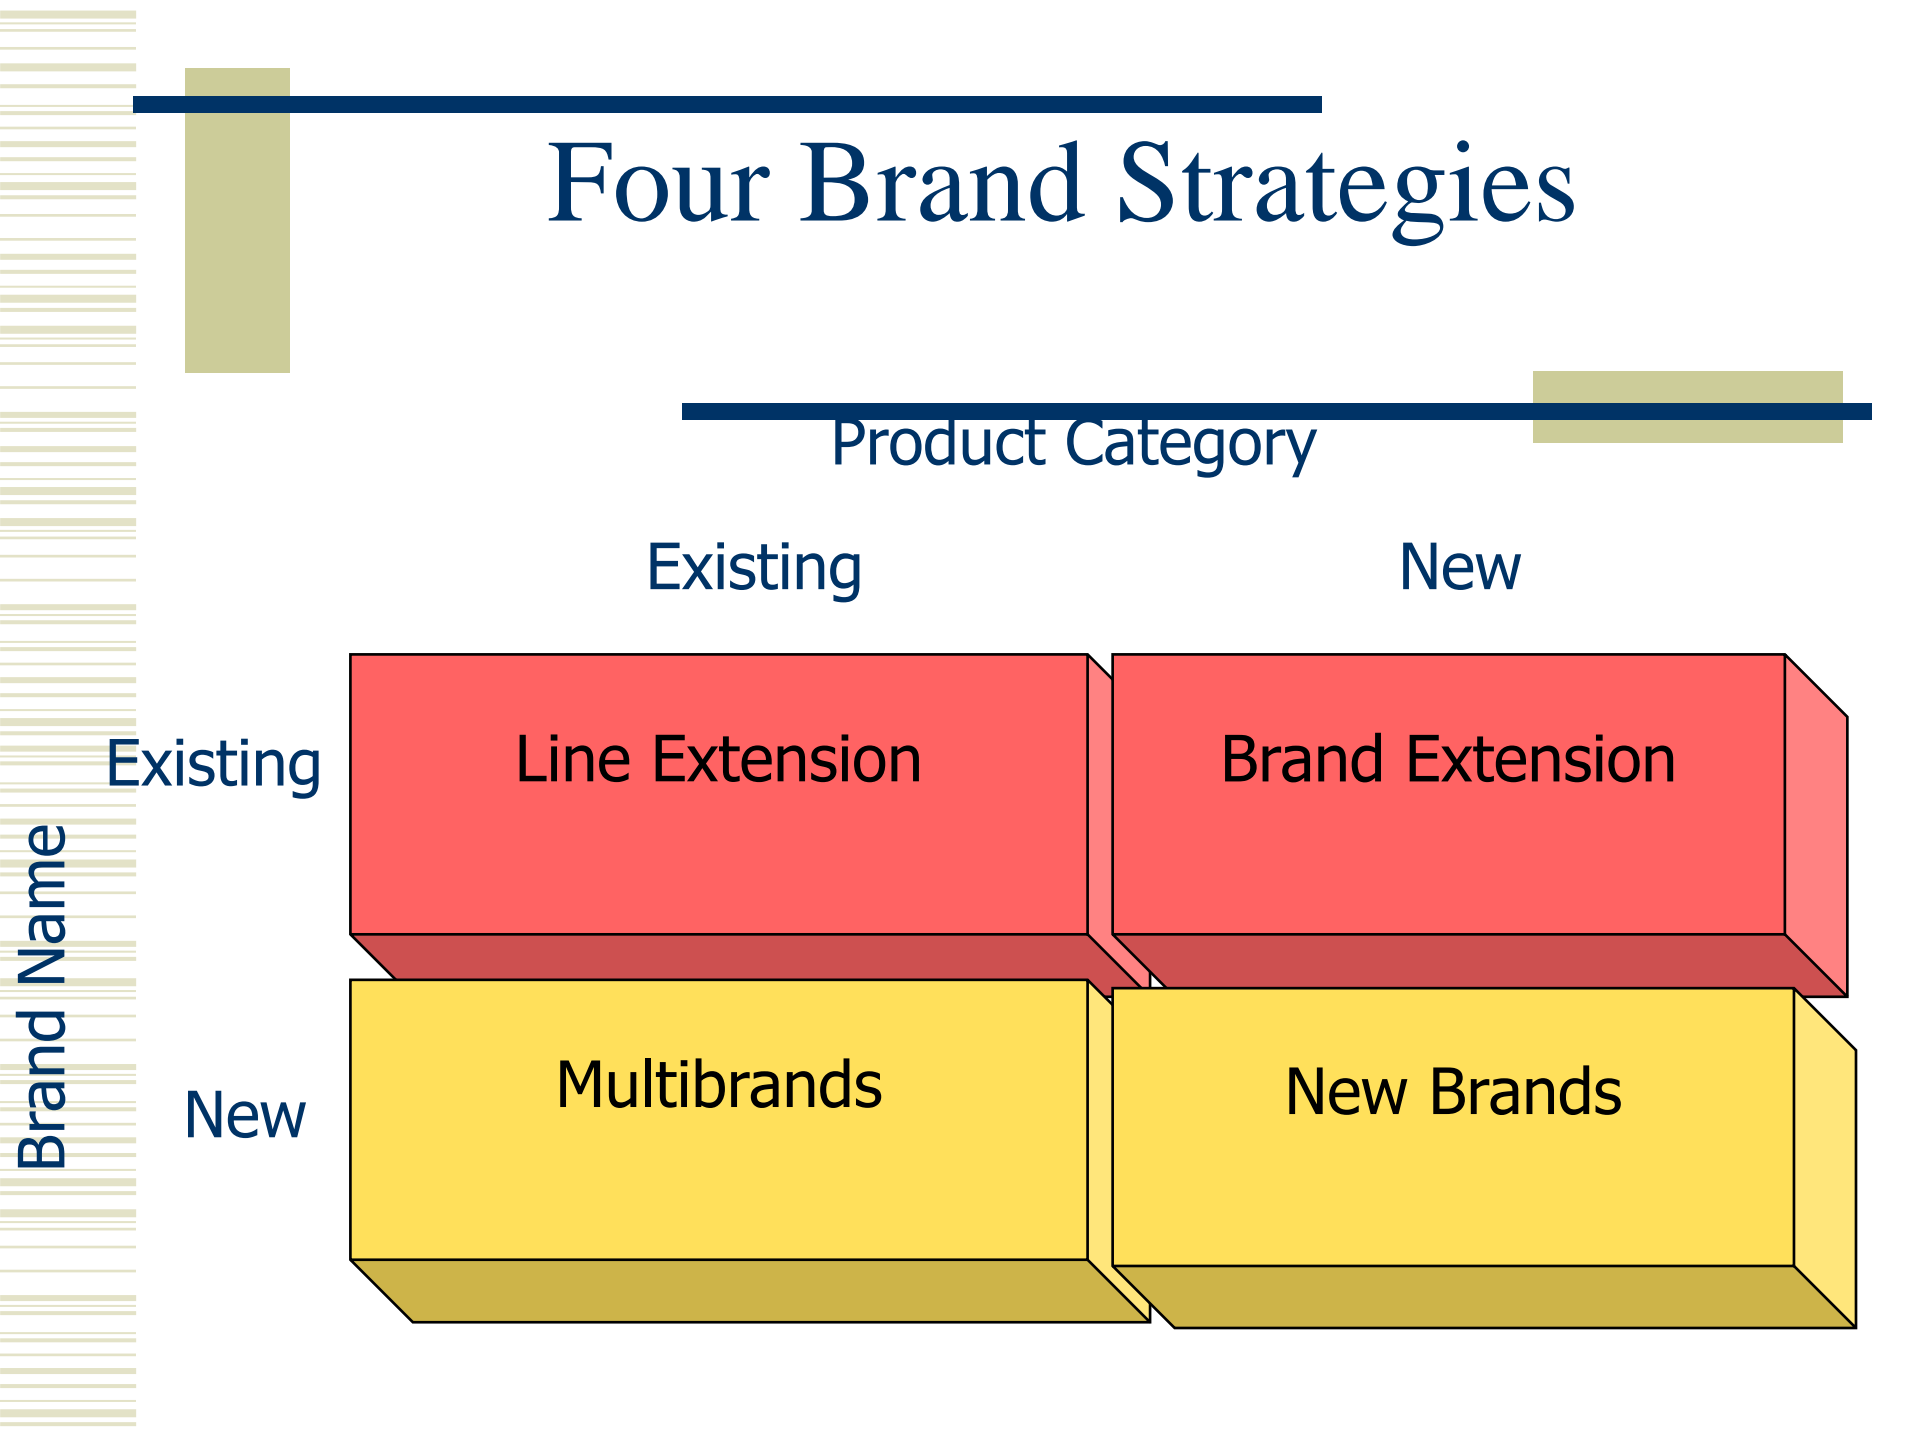 Four Brand Strategies
Product Category
Existing
New
Existing
Line Extension
Brand Extension
Brand Name
New
Multibrands
New Brands